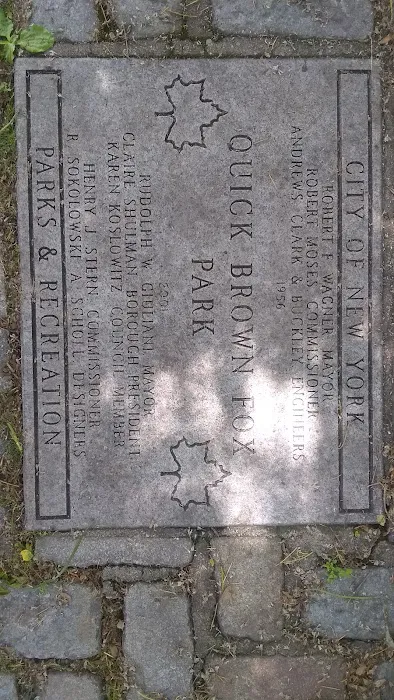 CITY OF NEW YORK
ROBERT F WAGNER MAYOR
ROBERT MOSES COMMISSIONER
ANDREWS, CLARK & BUCKLEY ENGINEERS
1956
QUICK BROWN FOX
PARK
RUDOLPH W GIULIANI MAYOR
CLAIRE SHULMAN BOROUGH PRESIDENT
KAREN KOSLOWITZ COUNCIL MEMBER
HENRY J STERN COMMISSIONER
R SOKOLOWSKI A SCHOLL DESIGNERS
PARKS & RECREATION